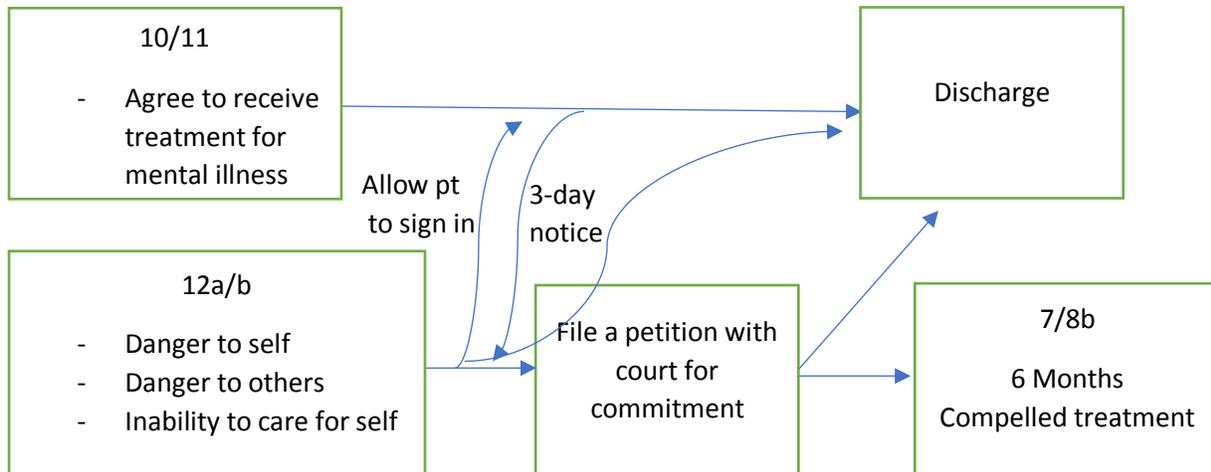 10/11
- Agree to receive
treatment for
mental illness
Discharge
Allow pt
to sign in
3-day
notice
12a/b
- Danger to self
- Danger to others
- Inability to care for self
File a petition with
court for
commitment
7/8b
6 Months
Compelled treatment